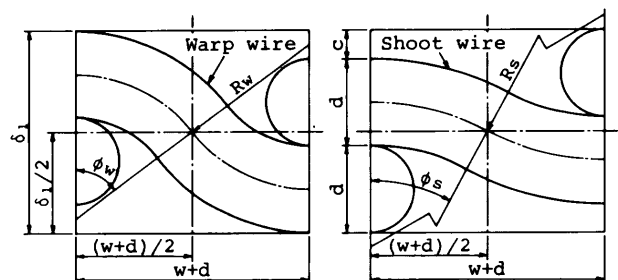 Warp wire
Rw
δ1
δ1/2
φw
(w+d)/2
w+d
Shoot wire
Rs
c
d
d
φs
(w+d)/2
w+d